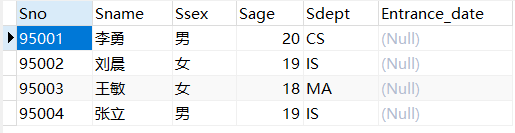 Sno Sname Ssex Sage Sdept Entrance_date
95001 李勇 男 20 CS (Null)
95002 刘晨 女 19 IS (Null)
95003 王敏 女 18 MA (Null)
95004 张立 男 19 IS (Null)